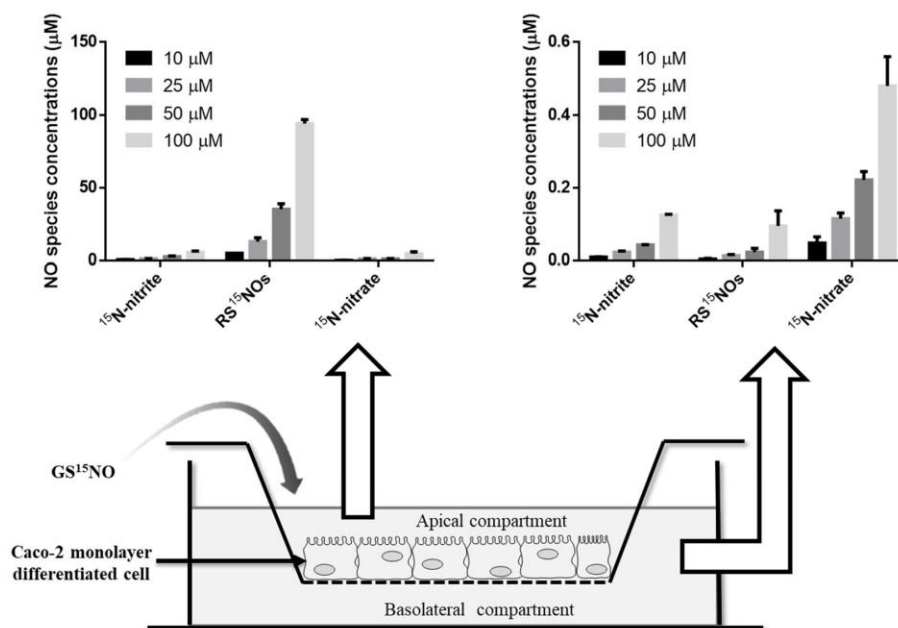 NO species concentrations (μM)
150
100
50
0
10 μM
25 μM
50 μM
100 μM
¹⁵N-nitrite
RS¹⁵NOs
¹⁵N-nitrate
NO species concentrations (μM)
0.6
0.4
0.2
0.0
10 μM
25 μM
50 μM
100 μM
¹⁵N-nitrite
RS¹⁵NOs
¹⁵N-nitrate
GS¹⁵NO
Apical compartment
Caco-2 monolayer
differentiated cell
Basolateral compartment